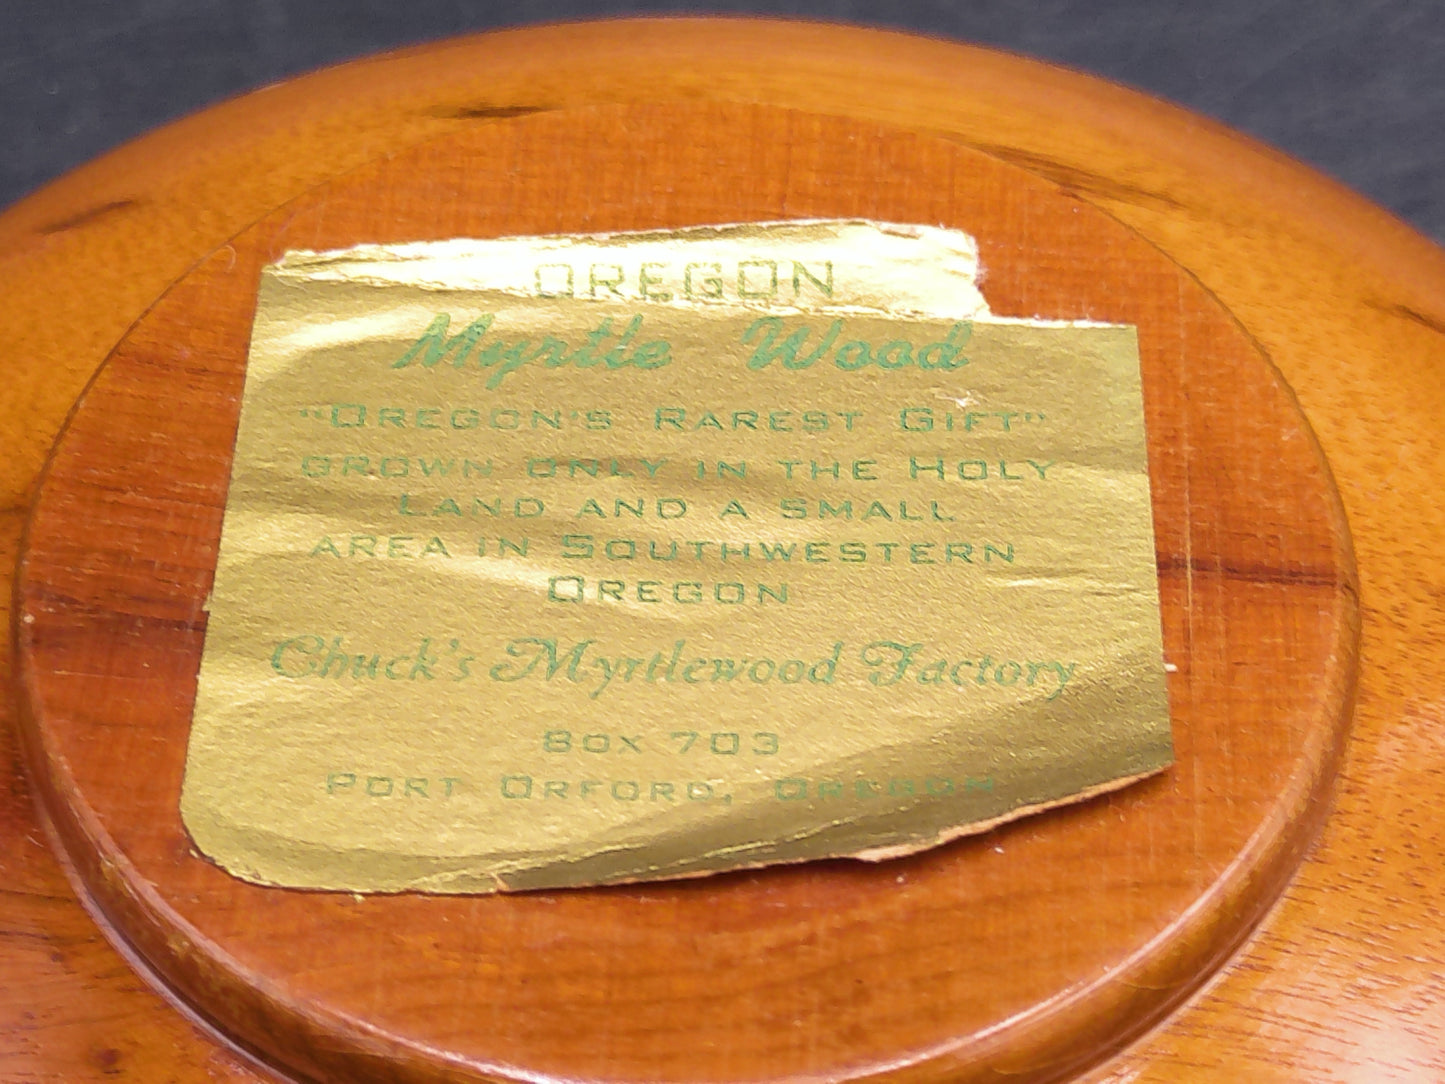 OREGON
Myrtle Wood
"OREGON'S RAREST GIFT"
GROWN ONLY IN THE HOLY
LAND AND A SMALL
AREA IN SOUTHWESTERN
OREGON
Chuck's Myrtlewood Factory
BOX 703
PORT ORFORD, OREGON